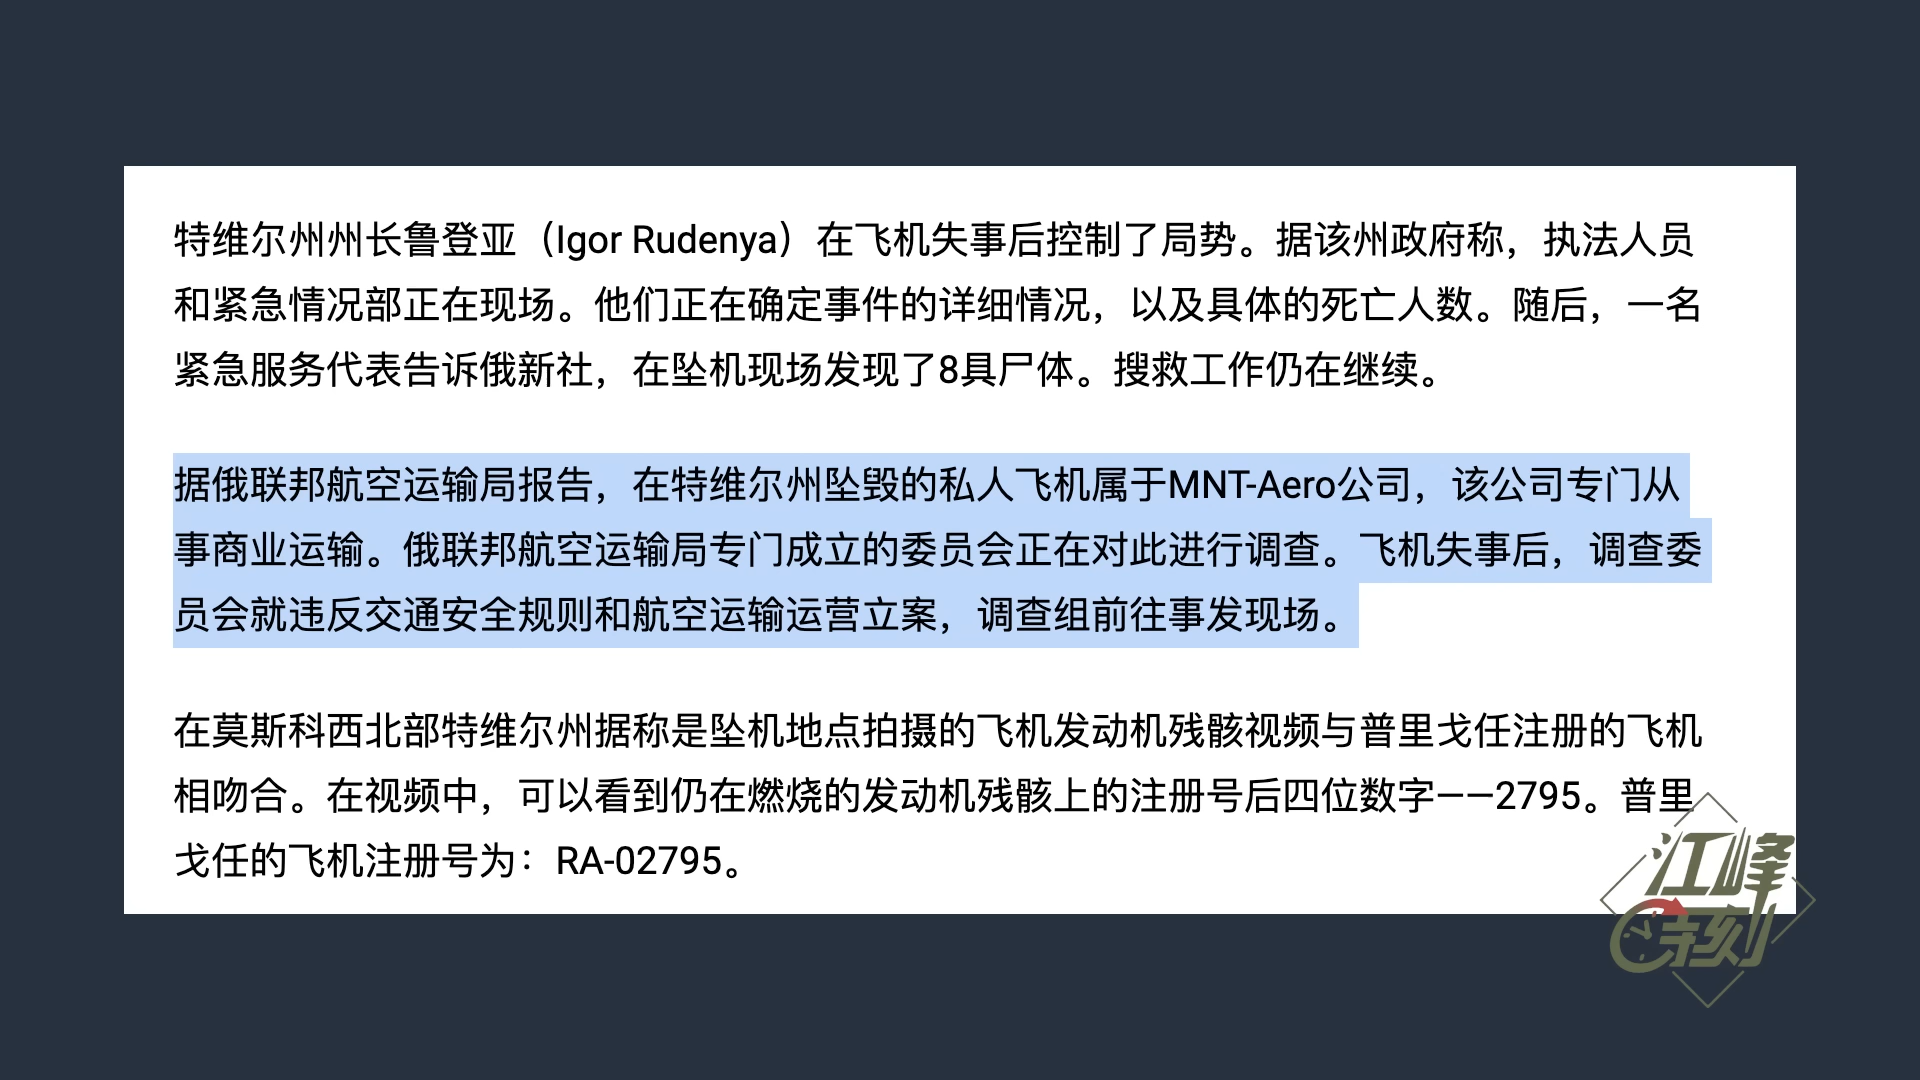 特维尔州州长鲁登亚（Igor Rudenya）在飞机失事后控制了局势。据该州政府称，执法人员
和紧急情况部正在现场。他们正在确定事件的详细情况，以及具体的死亡人数。随后，一名
紧急服务代表告诉俄新社，在坠机现场发现了8具尸体。搜救工作仍在继续。
据俄联邦航空运输局报告，在特维尔州坠毁的私人飞机属于MNT-Aero公司，该公司专门从
事商业运输。俄联邦航空运输局专门成立的委员会正在对此进行调查。飞机失事后，调查委
员会就违反交通安全规则和航空运输运营立案，调查组前往事发现场。
在莫斯科西北部特维尔州据称是坠机地点拍摄的飞机发动机残骸视频与普里戈任注册的飞机
相吻合。在视频中，可以看到仍在燃烧的发动机残骸上的注册号后四位数字——2795。普里
戈任的飞机注册号为：RA-02795。
江峰
时刻